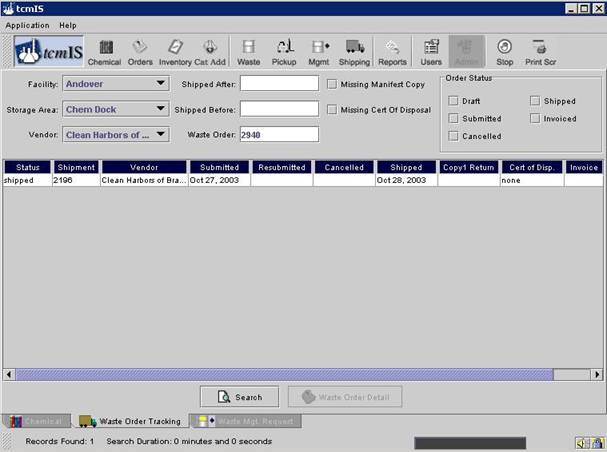 tcmIS
Application Help
tcmIS Chemical Orders Inventory Cat Add Waste Pickup Mgmt Shipping Reports Users Admin Stop Print Scr
Order Status
Facility: Andover Shipped After: Missing Manifest Copy
Draft Shipped
Storage Area: Chem Dock Shipped Before: Missing Cert Of Disposal
Submitted Invoiced
Vendor: Clean Harbors of ... Waste Order: 2940
Cancelled
Status Shipment Vendor Submitted Resubmitted Cancelled Shipped Copy1 Return Cert of Disp. Invoice
shipped 2196 Clean Harbors of Bra... Oct 27, 2003 Oct 28, 2003 none
Search Waste Order Detail
Chemical Waste Order Tracking Waste Mgt. Request
Records Found: 1 Search Duration: 0 minutes and 0 seconds